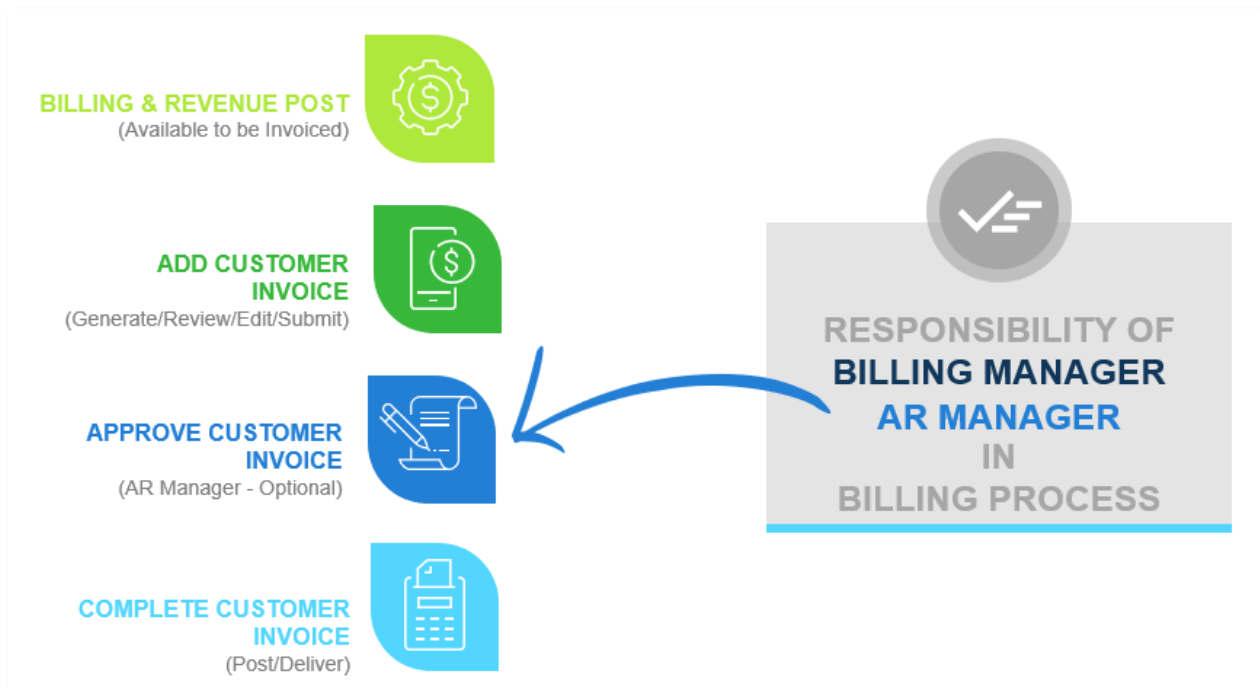 BILLING & REVENUE POST
(Available to be Invoiced)
$
ADD CUSTOMER
INVOICE
(Generate/Review/Edit/Submit)
$
APPROVE CUSTOMER
INVOICE
(AR Manager - Optional)
COMPLETE CUSTOMER
INVOICE
(Post/Deliver)
RESPONSIBILITY OF
BILLING MANAGER
AR MANAGER
IN
BILLING PROCESS